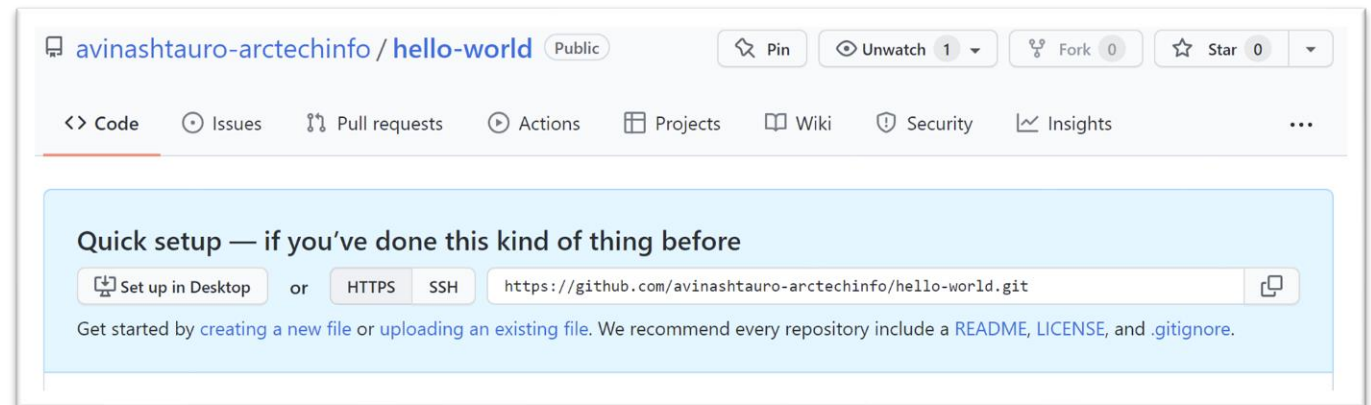 avinashtauro-arctechinfo / hello-world Public Pin Unwatch 1 Fork 0 Star 0
<> Code Issues Pull requests Actions Projects Wiki Security Insights ...
Quick setup — if you’ve done this kind of thing before
Set up in Desktop or HTTPS SSH https://github.com/avinashtauro-arctechinfo/hello-world.git
Get started by creating a new file or uploading an existing file. We recommend every repository include a README, LICENSE, and .gitignore.